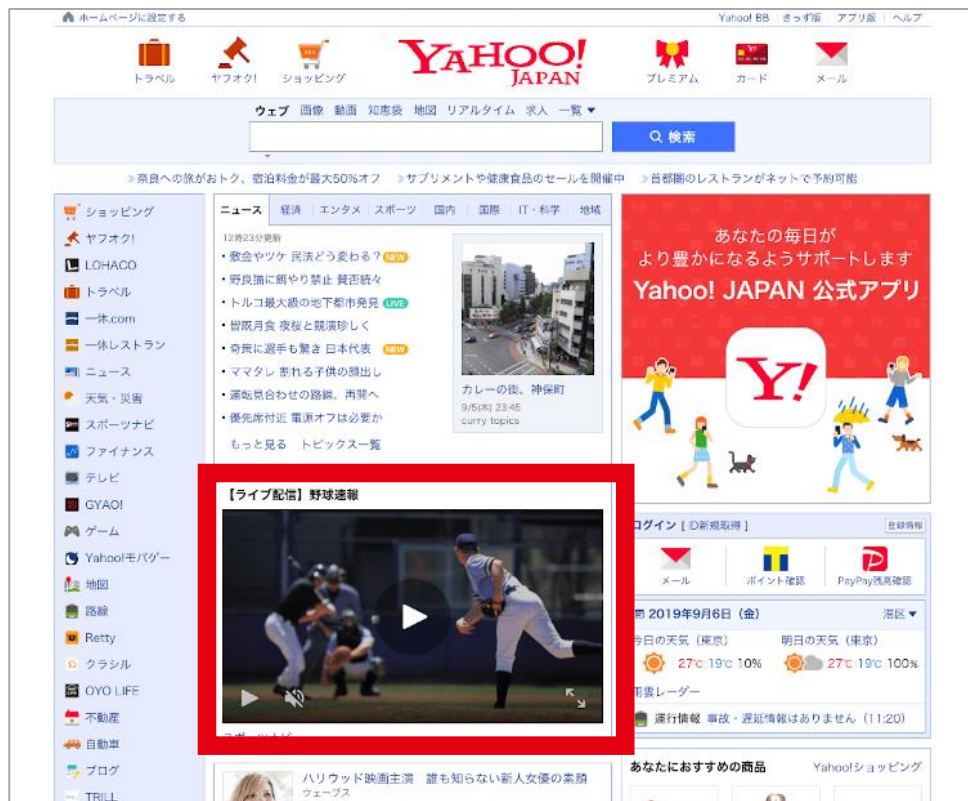 ホームページに設定する
Yahoo! BB きっず版 アプリ版 ヘルプ
YAHOO! JAPAN
トラベル ヤフオク! ショッピング プレミアム カード メール
ウェブ 画像 動画 知恵袋 地図 リアルタイム 求人 一覧▼
検索
奈良への旅がおトク、宿泊料金が最大50%オフ サプリメントや健康食品のセールを開催中 首都圏のレストランがネットで予約可能
ショッピング
ヤフオク!
LOHACO
トラベル
一休.com
一休レストラン
ニュース
天気・災害
スポーツナビ
ファイナンス
テレビ
GYAO!
ゲーム
Yahoo!モバゲー
地図
路線
Retty
クラシル
OYO LIFE
不動産
自動車
ブログ
TRILL
ニュース 経済 エンタメ スポーツ 国内 国際 IT・科学 地域
12時23分更新
・敷金やツケ 民法どう変わる? NEW
・野良猫に餌やり禁止 賛否続々
・トルコ最大級の地下都市発見 LIVE
・皆既月食 夜桜と競演珍しく
・奇策に選手も驚き 日本代表 NEW
・ママタレ 割れる子供の顔出し
・運転見合わせの路線、再開へ
・優先席付近 電源オフは必要か
もっと見る トピックス一覧
カレーの街、神保町
9/5(木) 23:45
curry topics
【ライブ配信】野球速報
スポーツナビ
ハリウッド映画主演 誰も知らない新人女優の素顔
ウェーブス
あなたの毎日が
より豊かになるようサポートします
Yahoo! JAPAN 公式アプリ
Y!
ログイン [ ID新規取得 ] 登録情報
メール ポイント確認 PayPay残高確認
2019年9月6日(金) 港区▼
今日の天気(東京) 明日の天気(東京)
27℃ 19℃ 10% 27℃ 19℃ 100%
雨雲レーダー
運行情報 事故・遅延情報はありません(11:20)
あなたにおすすめの商品 Yahoo!ショッピング